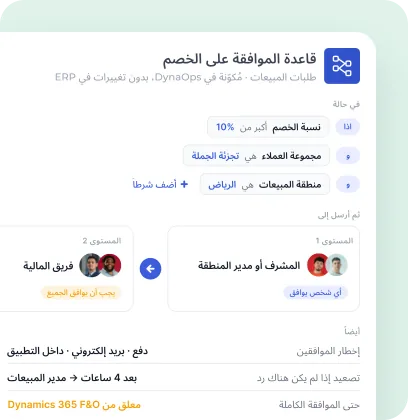 قاعدة الموافقة على الخصم
طلبات المبيعات · مُكوّنة في DynaOps، بدون تغييرات في ERP
في حالة
اذا نسبة الخصم أكبر من 10%
و مجموعة العملاء هي تجزئة الجملة
و منطقة المبيعات هي الرياض + أضف شرطاً
ثم أرسل إلى
المستوى 1
المشرف أو مدير المنطقة
أي شخص يوافق
المستوى 2
فريق المالية
يجب أن يوافق الجميع
أيضاً
إخطار الموافقين دفع · بريد إلكتروني · داخل التطبيق
تصعيد إذا لم يكن هناك رد بعد 4 ساعات → مدير المبيعات
حتى الموافقة الكاملة معلق من Dynamics 365 F&O